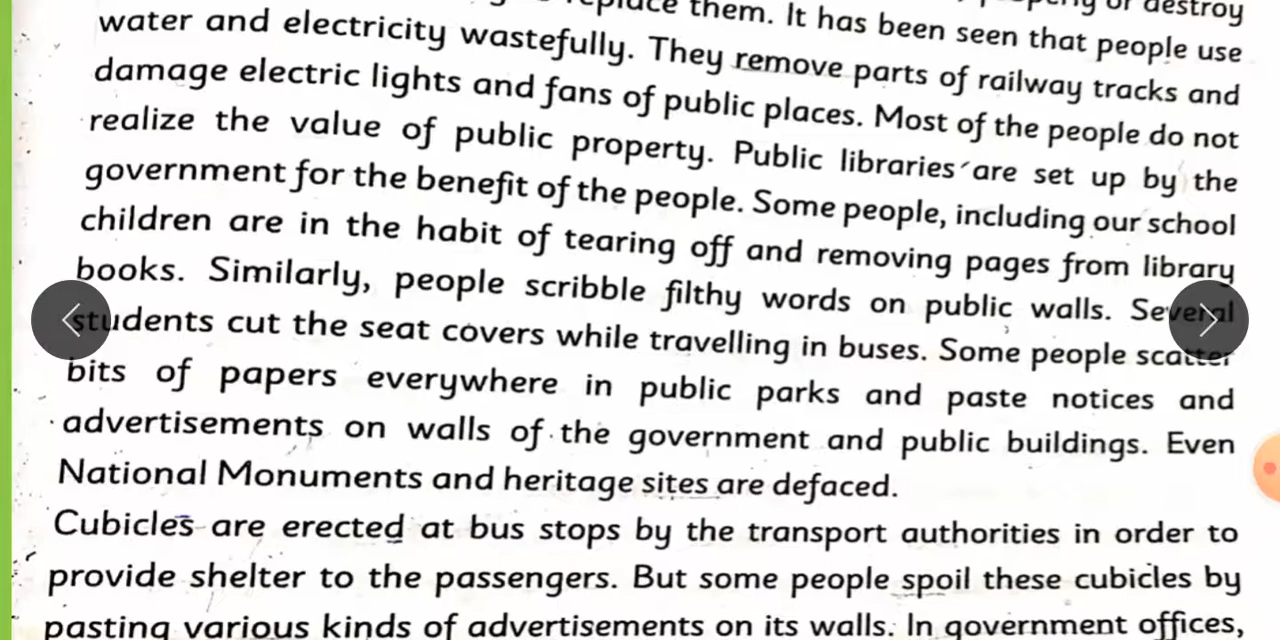 replace them. It has been seen that people use
water and electricity wastefully. They remove parts of railway tracks and
damage electric lights and fans of public places. Most of the people do not
realize the value of public property. Public libraries are set up by the
government for the benefit of the people. Some people, including our school
children are in the habit of tearing off and removing pages from library
books. Similarly, people scribble filthy words on public walls. Several
students cut the seat covers while travelling in buses. Some people scatter
bits of papers everywhere in public parks and paste notices and
advertisements on walls of the government and public buildings. Even
National Monuments and heritage sites are defaced.
Cubicles are erected at bus stops by the transport authorities in order to
provide shelter to the passengers. But some people spoil these cubicles by
pasting various kinds of advertisements on its walls. In government offices,